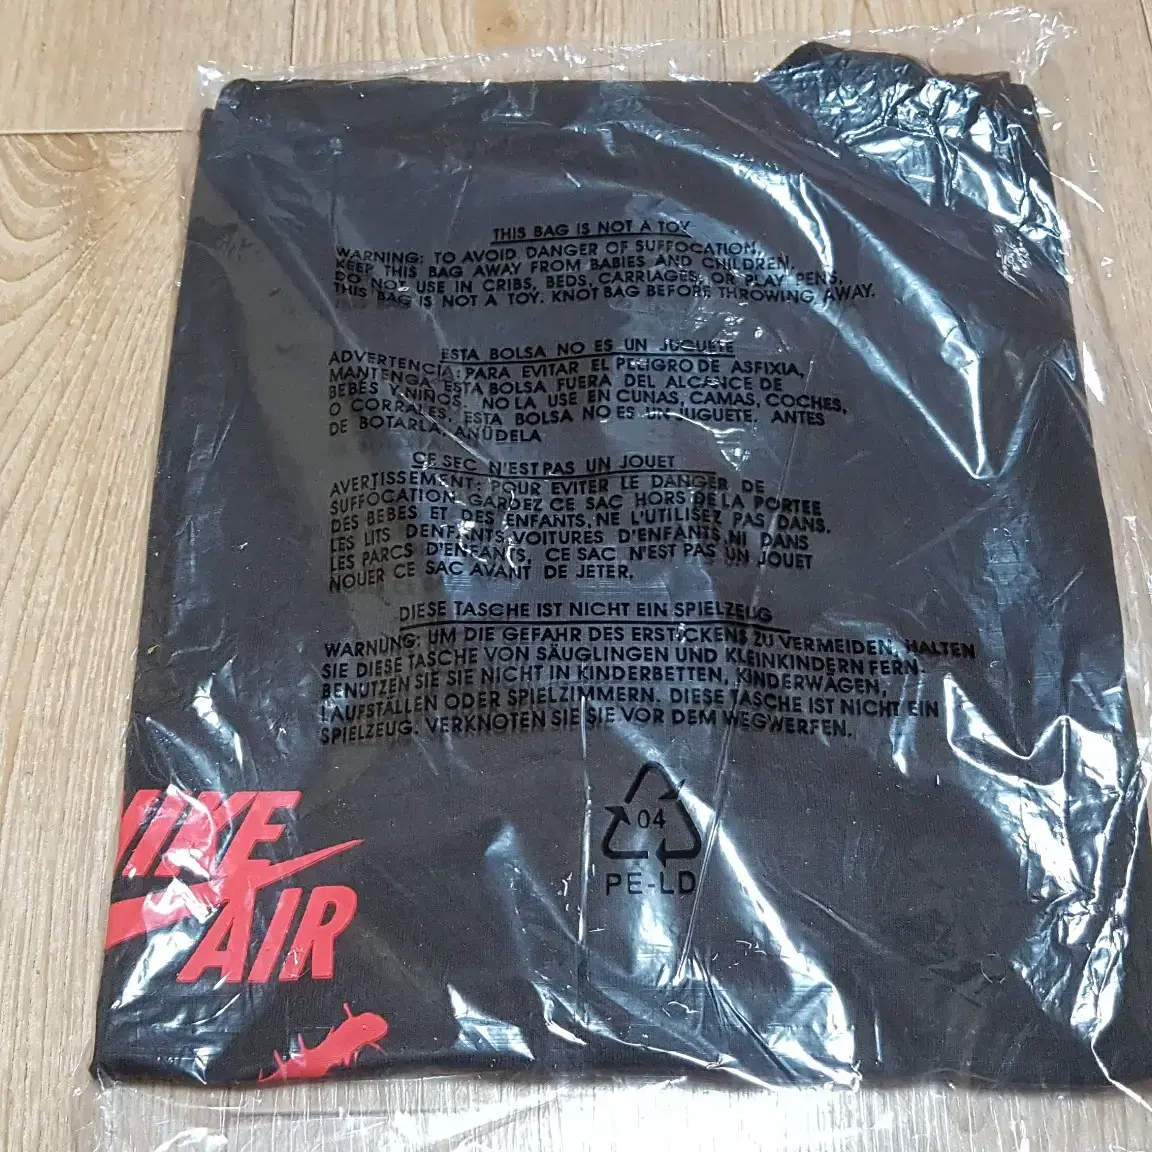 THIS BAG IS NOT A TOY
WARNING: TO AVOID DANGER OF SUFFOCATION,
KEEP THIS BAG AWAY FROM BABIES AND CHILDREN.
DO NOT USE IN CRIBS, BEDS, CARRIAGES, OR PLAY PENS,
THIS BAG IS NOT A TOY. KNOT BAG BEFORE THROWING AWAY.
ESTA BOLSA NO ES UN JUGUETE
ADVERTENCIA: PARA EVITAR EL PELIGRO DE ASFIXIA,
MANTENGA ESTA BOLSA FUERA DEL ALCANCE DE
BEBÉS Y NIÑOS. NO LA USE EN CUNAS, CAMAS, COCHES,
O CORRALES, ESTA BOLSA NO ES UN JUGUETE. ANTES
DE BOTARLA, ANÚDELA
CE SEC N'EST PAS UN JOUET
AVERTISSEMENT: POUR EVITER LE DANGER DE
SUFFOCATION, GARDEZ CE SAC HORS DE LA PORTEE
DES BEBES ET DES ENFANTS, NE L'UTILISEZ PAS DANS.
LES LITS DENFANTS, VOITURES D'ENFANTS, NI DANS
LES PARCS D'ENFANTS, CE SAC N'EST PAS UN JOUET
NOUER CE SAC AVANT DE JETER.
DIESE TASCHE IST NICHT EIN SPIELZEUG
WARNUNG: UM DIE GEFAHR DES ERSTICKENS ZU VERMEIDEN, HALTEN
SIE DIESE TASCHE VON SÄUGLINGEN UND KLEINKINDERN FERN.
BENUTZEN SIE SIE NICHT IN KINDERBETTEN, KINDERWÄGEN,
LAUFSTÄLLEN ODER SPIELZIMMERN. DIESE TASCHE IST NICHT EIN
SPIELZEUG. VERKNOTEN SIE SIE VOR DEM WEGWERFEN.
04
PE-LD
NIKE
AIR